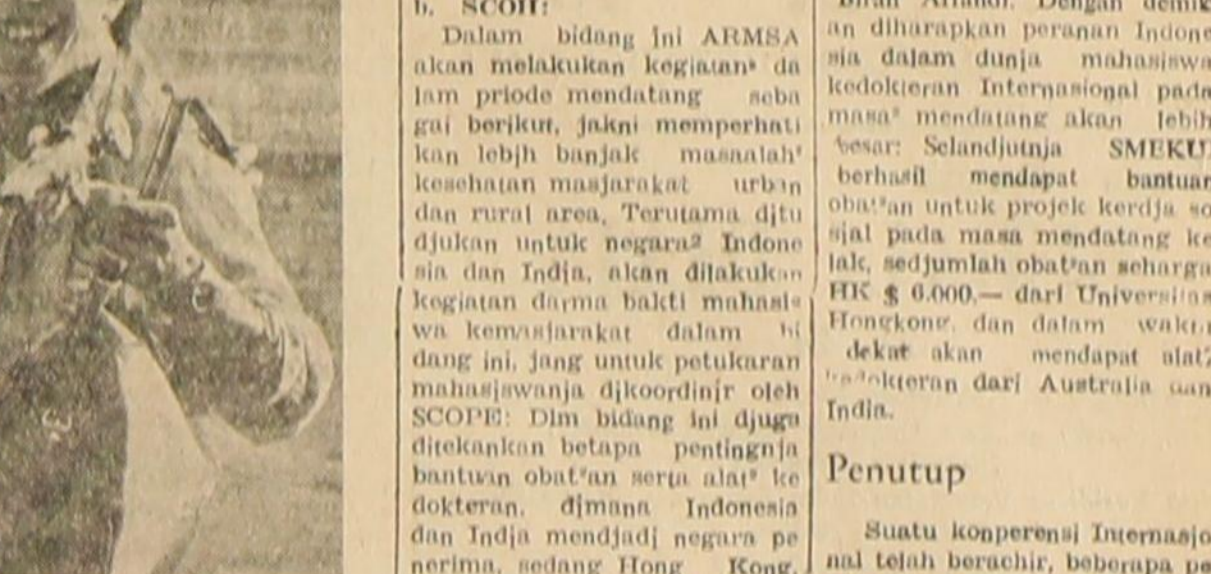 b. SCOH:
Dalam bidang ini ARMSA
akan melakukan kegiatan² da
lam priode mendatang seba
gai berikut, jakni memperhati
kan lebih banjak masaalah²
kesehatan masjarakat urban
dan rural area, Terutama ditu
djukan untuk negara2 Indone
sia dan India, akan dilakukan
kegiatan darma bakti mahasis
wa kemasjarakat dalam bi
dang ini, jang untuk petukaran
mahasiswanja dikoordinir oleh
SCOPE: Dlm bidang ini djuga
ditekankan betapa pentingnja
bantuan obat²an serta alat² ke
dokteran, dimana Indonesia
dan India mendjadi negara pe
nerima, sedang Hong Kong,
Dengan demik
an diharapkan peranan Indone
sia dalam dunja mahasiswa
kedokteran Internasional pada
masa² mendatang akan lebih
besar: Selandjutnja SMEKU
berhasil mendapat bantuan
obat²an untuk projek kerdja so
sjal pada masa mendatang ke
lak, sedjumlah obat²an seharga
HK $ 6.000,— dari Universitas
Hongkong, dan dalam waktu
dekat akan mendapat alat2
kedokteran dari Australia dan
India.
Penutup
Suatu konperensi Internasjo
nal telah berachir, beberapa pe